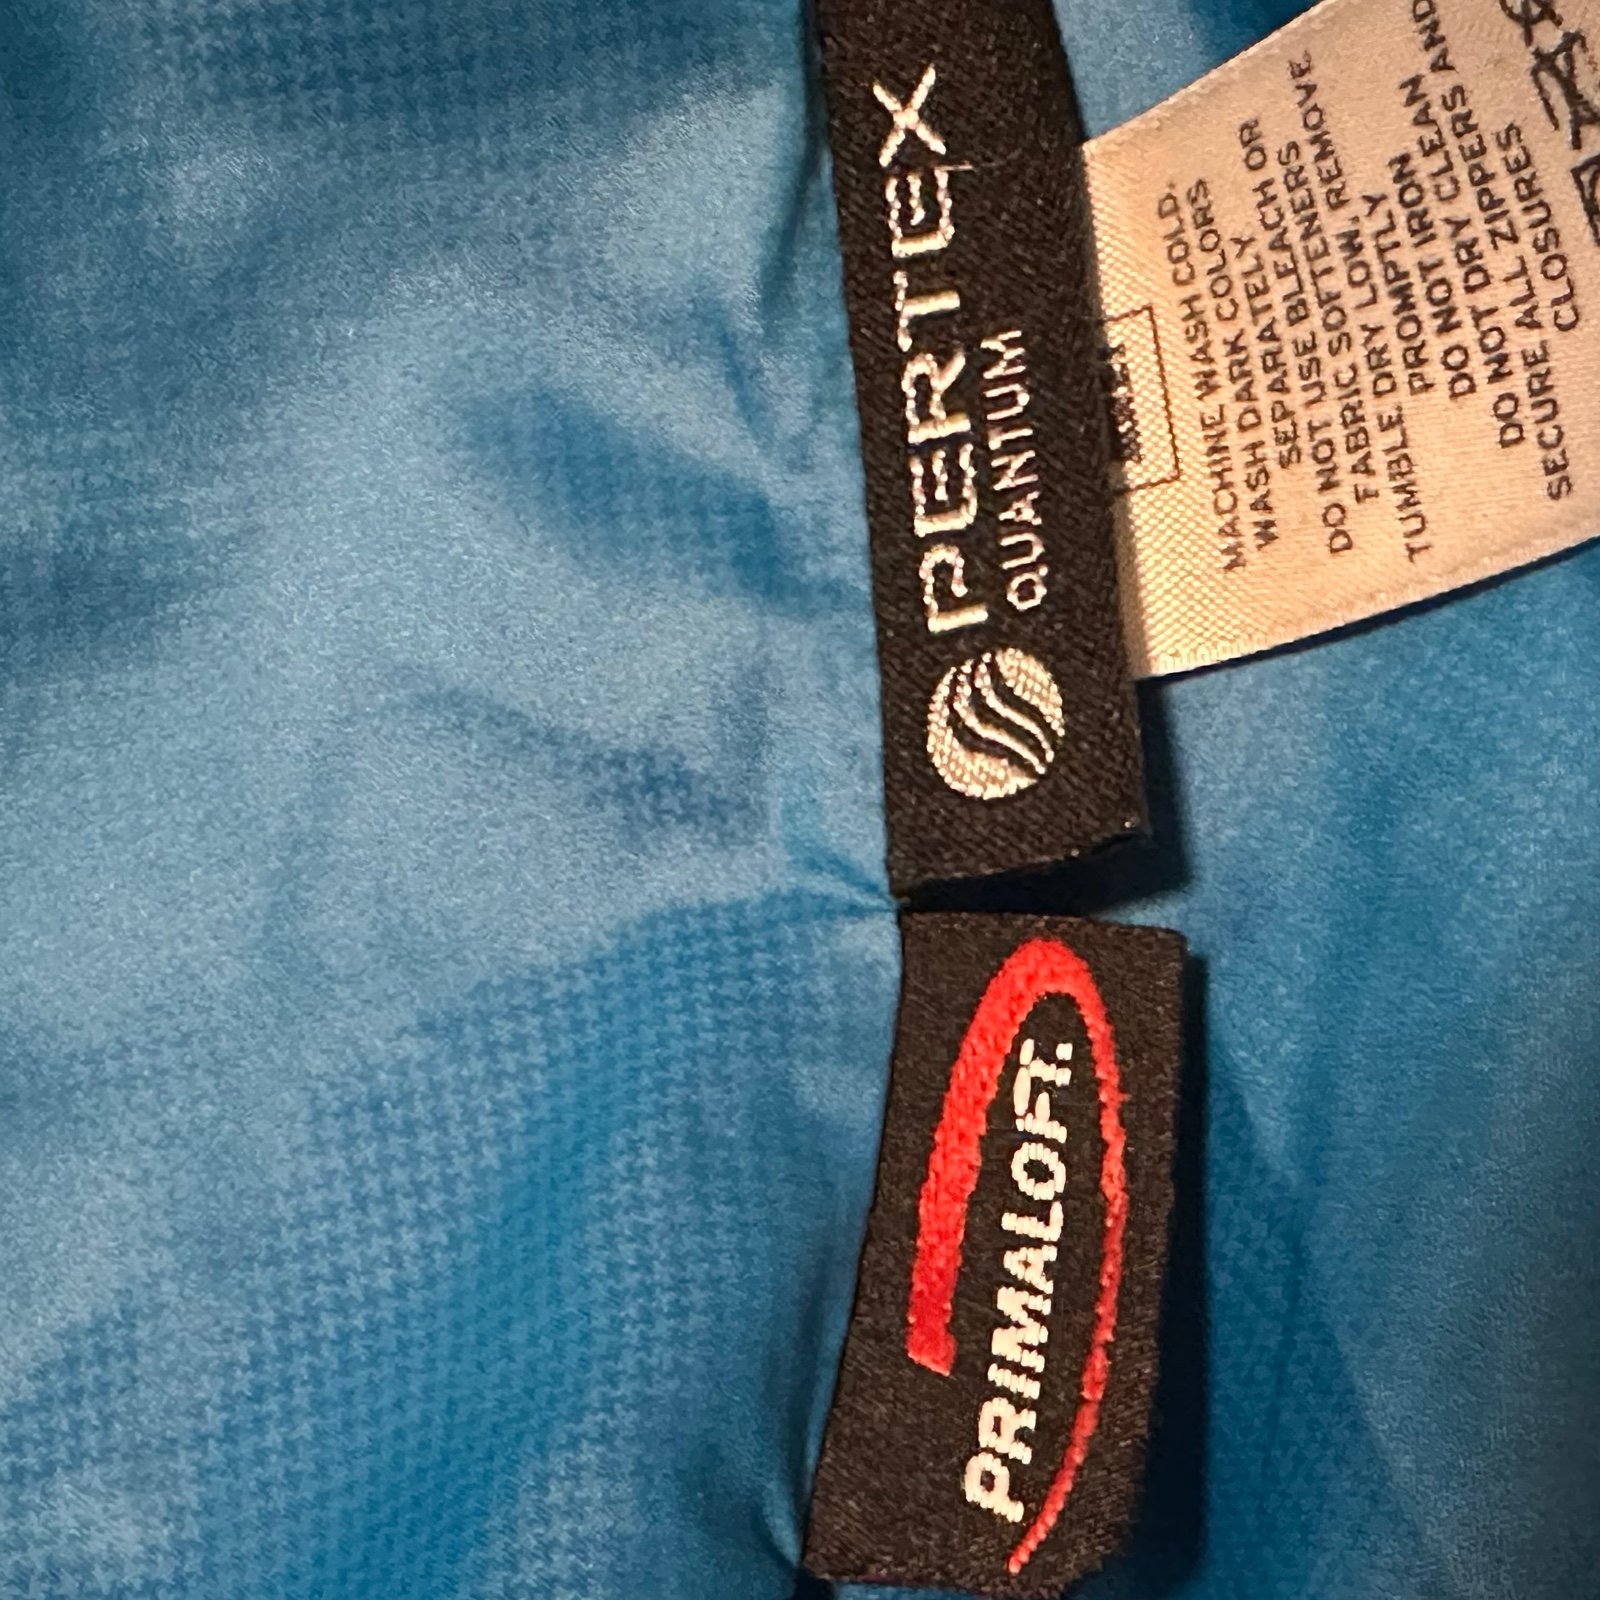 PERTEX
QUANTUM
MACHINE WASH COLD.
WASH DARK COLORS
SEPARATELY
DO NOT USE BLEACH OR
FABRIC SOFTENERS
TUMBLE DRY LOW, REMOVE
PROMPTLY
DO NOT IRON
DO NOT DRY CLEAN
SECURE ALL ZIPPERS AND
CLOSURES
PRIMALOFT.